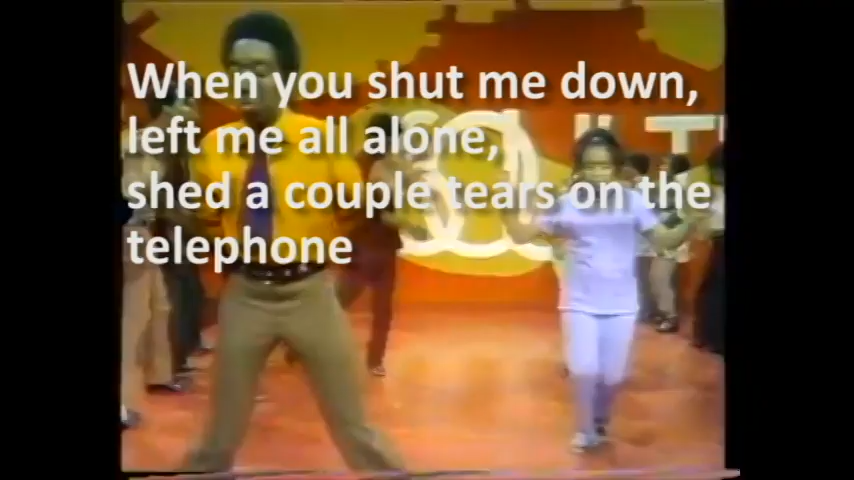 When you shut me down,
left me all alone,
shed a couple tears on the
telephone